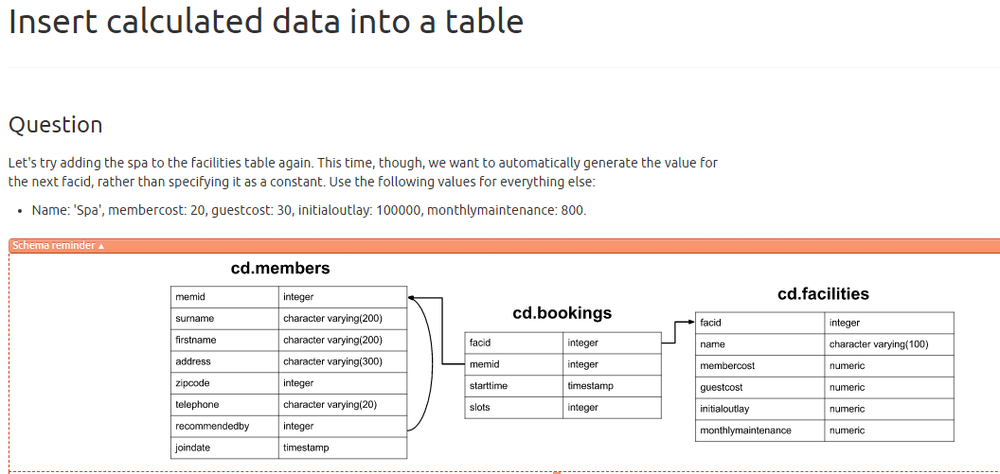 Insert calculated data into a table
Question
Let's try adding the spa to the facilities table again. This time, though, we want to automatically generate the value for
the next facid, rather than specifying it as a constant. Use the following values for everything else:
• Name: 'Spa', membercost: 20, guestcost: 30, initialoutlay: 100000, monthlymaintenance: 800.
Schema reminder ▲
cd.members
memid integer
surname character varying(200)
firstname character varying(200)
address character varying(300)
zipcode integer
telephone character varying(20)
recommendedby integer
joindate timestamp
cd.bookings
facid integer
memid integer
starttime timestamp
slots integer
cd.facilities
facid integer
name character varying(100)
membercost numeric
guestcost numeric
initialoutlay numeric
monthlymaintenance numeric